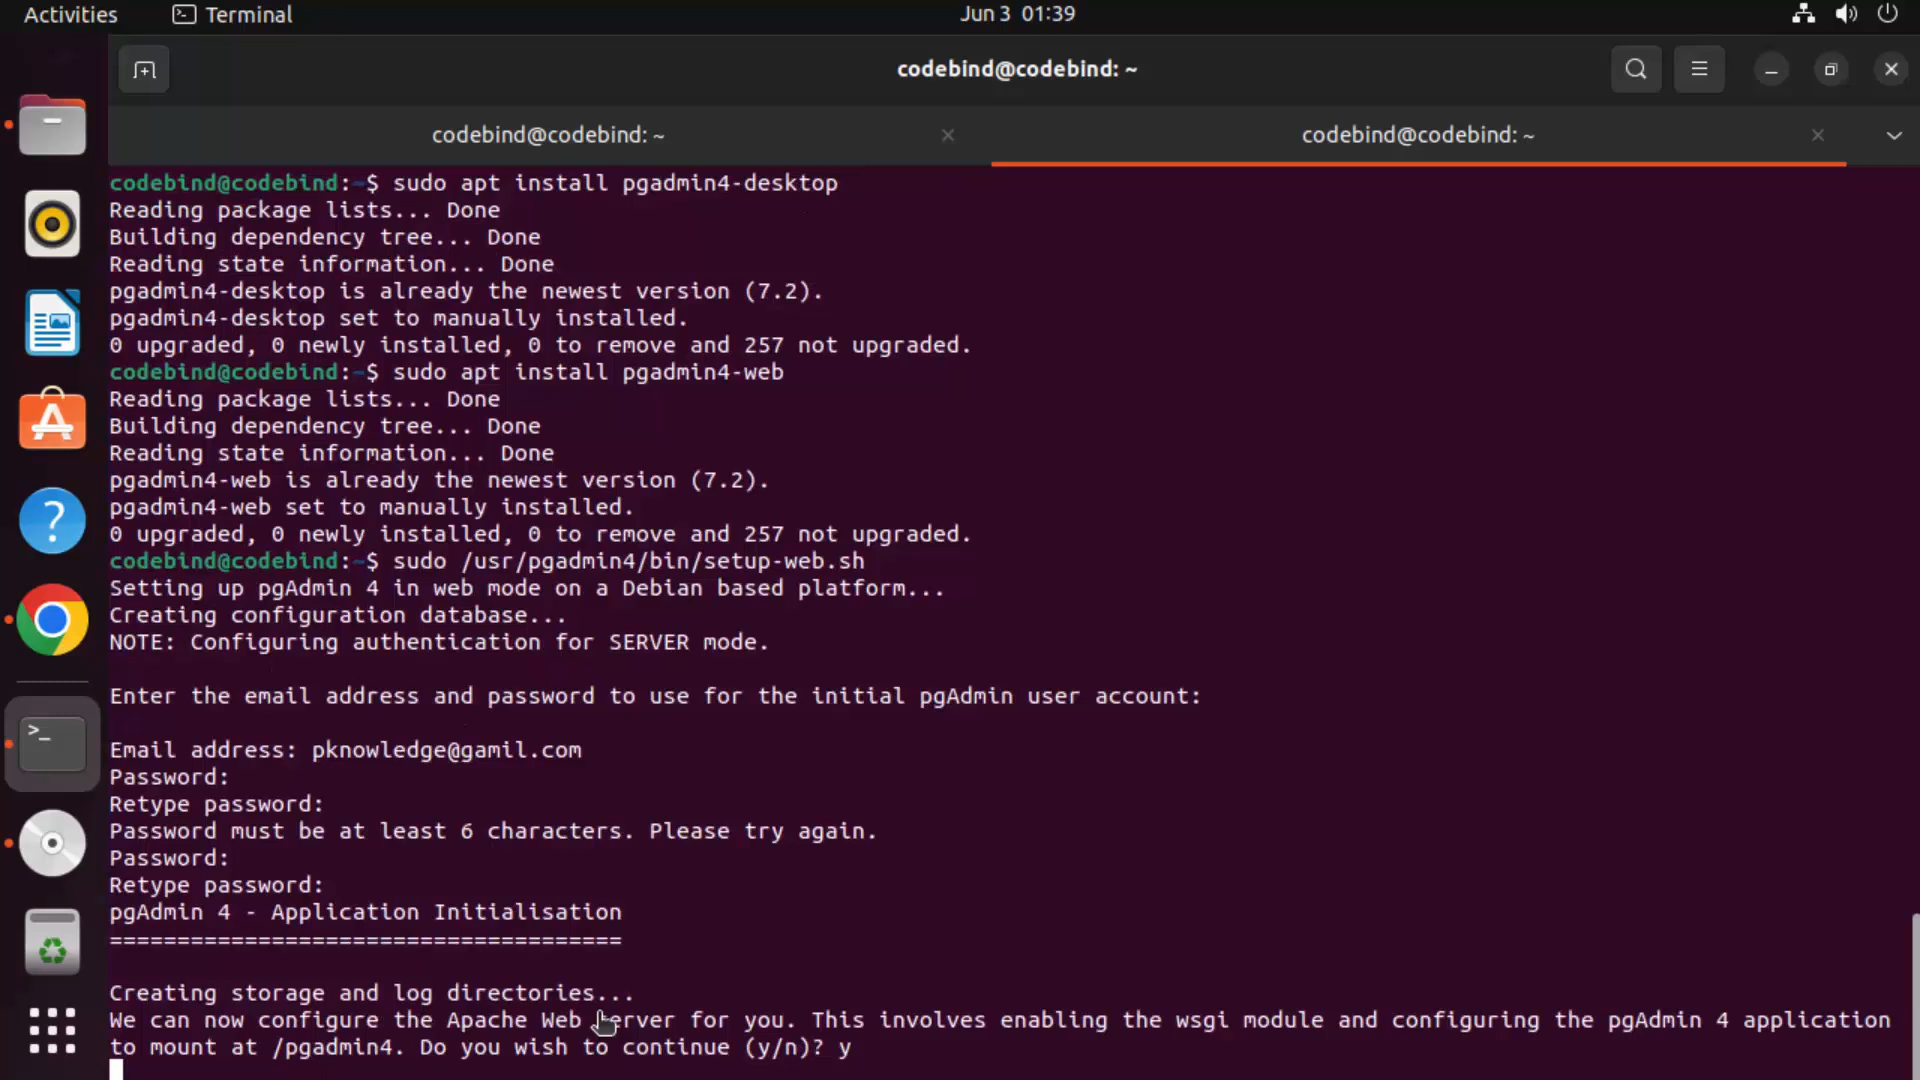 Activities
Terminal
Jun 3 01:39
codebind@codebind: ~
codebind@codebind: ~
codebind@codebind: ~
codebind@codebind:~$ sudo apt install pgadmin4-desktop
Reading package lists... Done
Building dependency tree... Done
Reading state information... Done
pgadmin4-desktop is already the newest version (7.2).
pgadmin4-desktop set to manually installed.
0 upgraded, 0 newly installed, 0 to remove and 257 not upgraded.
codebind@codebind:~$ sudo apt install pgadmin4-web
Reading package lists... Done
Building dependency tree... Done
Reading state information... Done
pgadmin4-web is already the newest version (7.2).
pgadmin4-web set to manually installed.
0 upgraded, 0 newly installed, 0 to remove and 257 not upgraded.
codebind@codebind:~$ sudo /usr/pgadmin4/bin/setup-web.sh
Setting up pgAdmin 4 in web mode on a Debian based platform...
Creating configuration database...
NOTE: Configuring authentication for SERVER mode.
Enter the email address and password to use for the initial pgAdmin user account:
Email address: pknowledge@gamil.com
Password:
Retype password:
Password must be at least 6 characters. Please try again.
Password:
Retype password:
pgAdmin 4 - Application Initialisation
======================================
Creating storage and log directories...
We can now configure the Apache Web Server for you. This involves enabling the wsgi module and configuring the pgAdmin 4 application
to mount at /pgadmin4. Do you wish to continue (y/n)? y